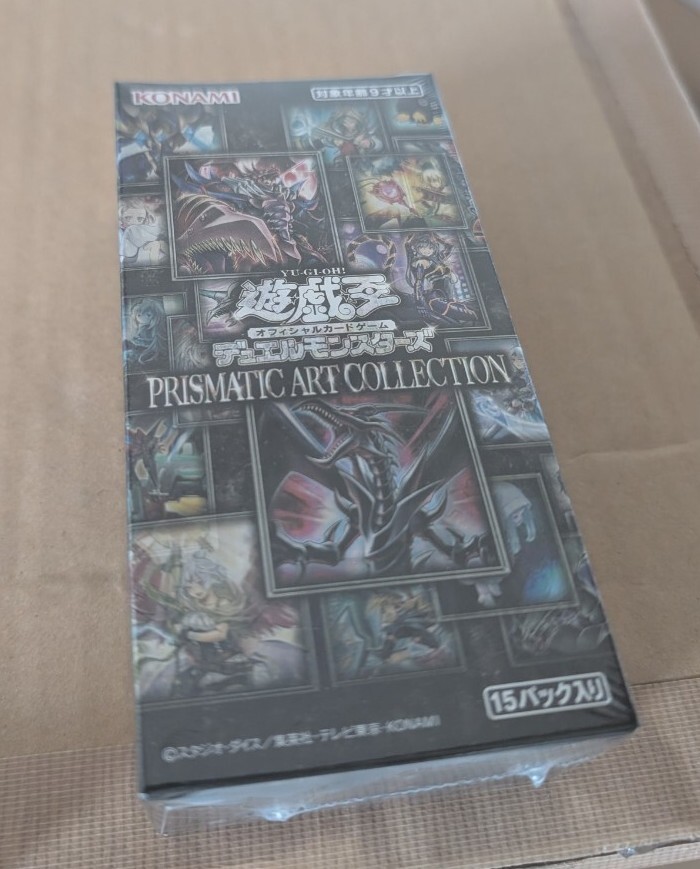 KONAMI
対象年齢9才以上
YU-GI-OH!
遊戯王
オフィシャルカードゲーム
デュエルモンスターズ
PRISMATIC ART COLLECTION
15パック入り
©スタジオ・ダイス/集英社・テレビ東京・KONAMI